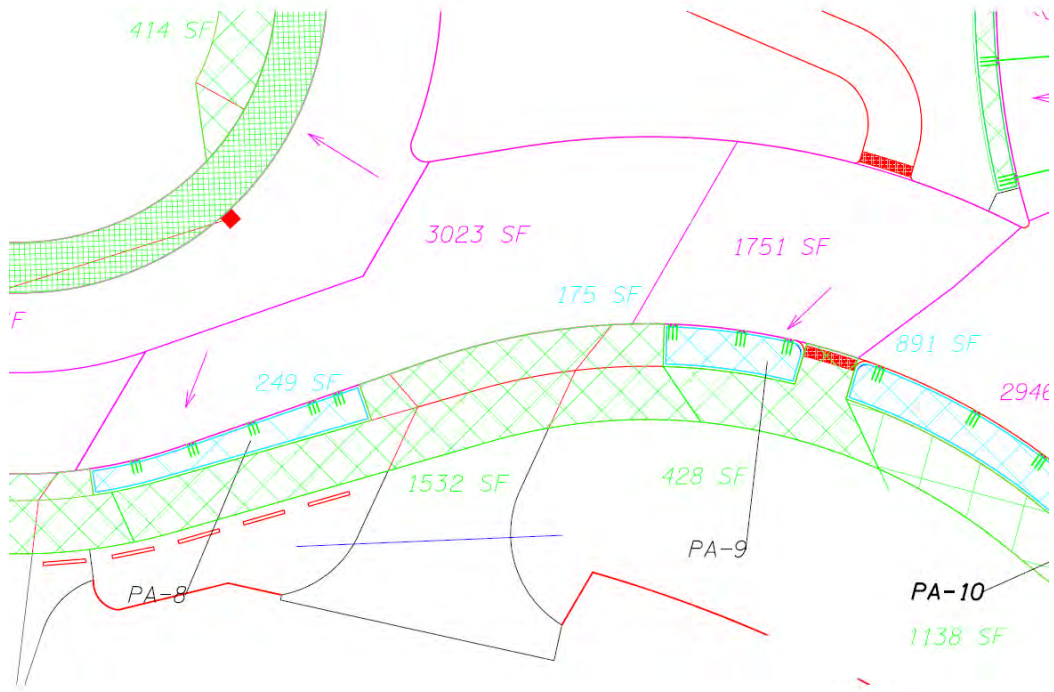 414 SF
3023 SF
1751 SF
175 SF
891 SF
249 SF
2946
1532 SF
428 SF
PA-9
PA-8
PA-10
1138 SF